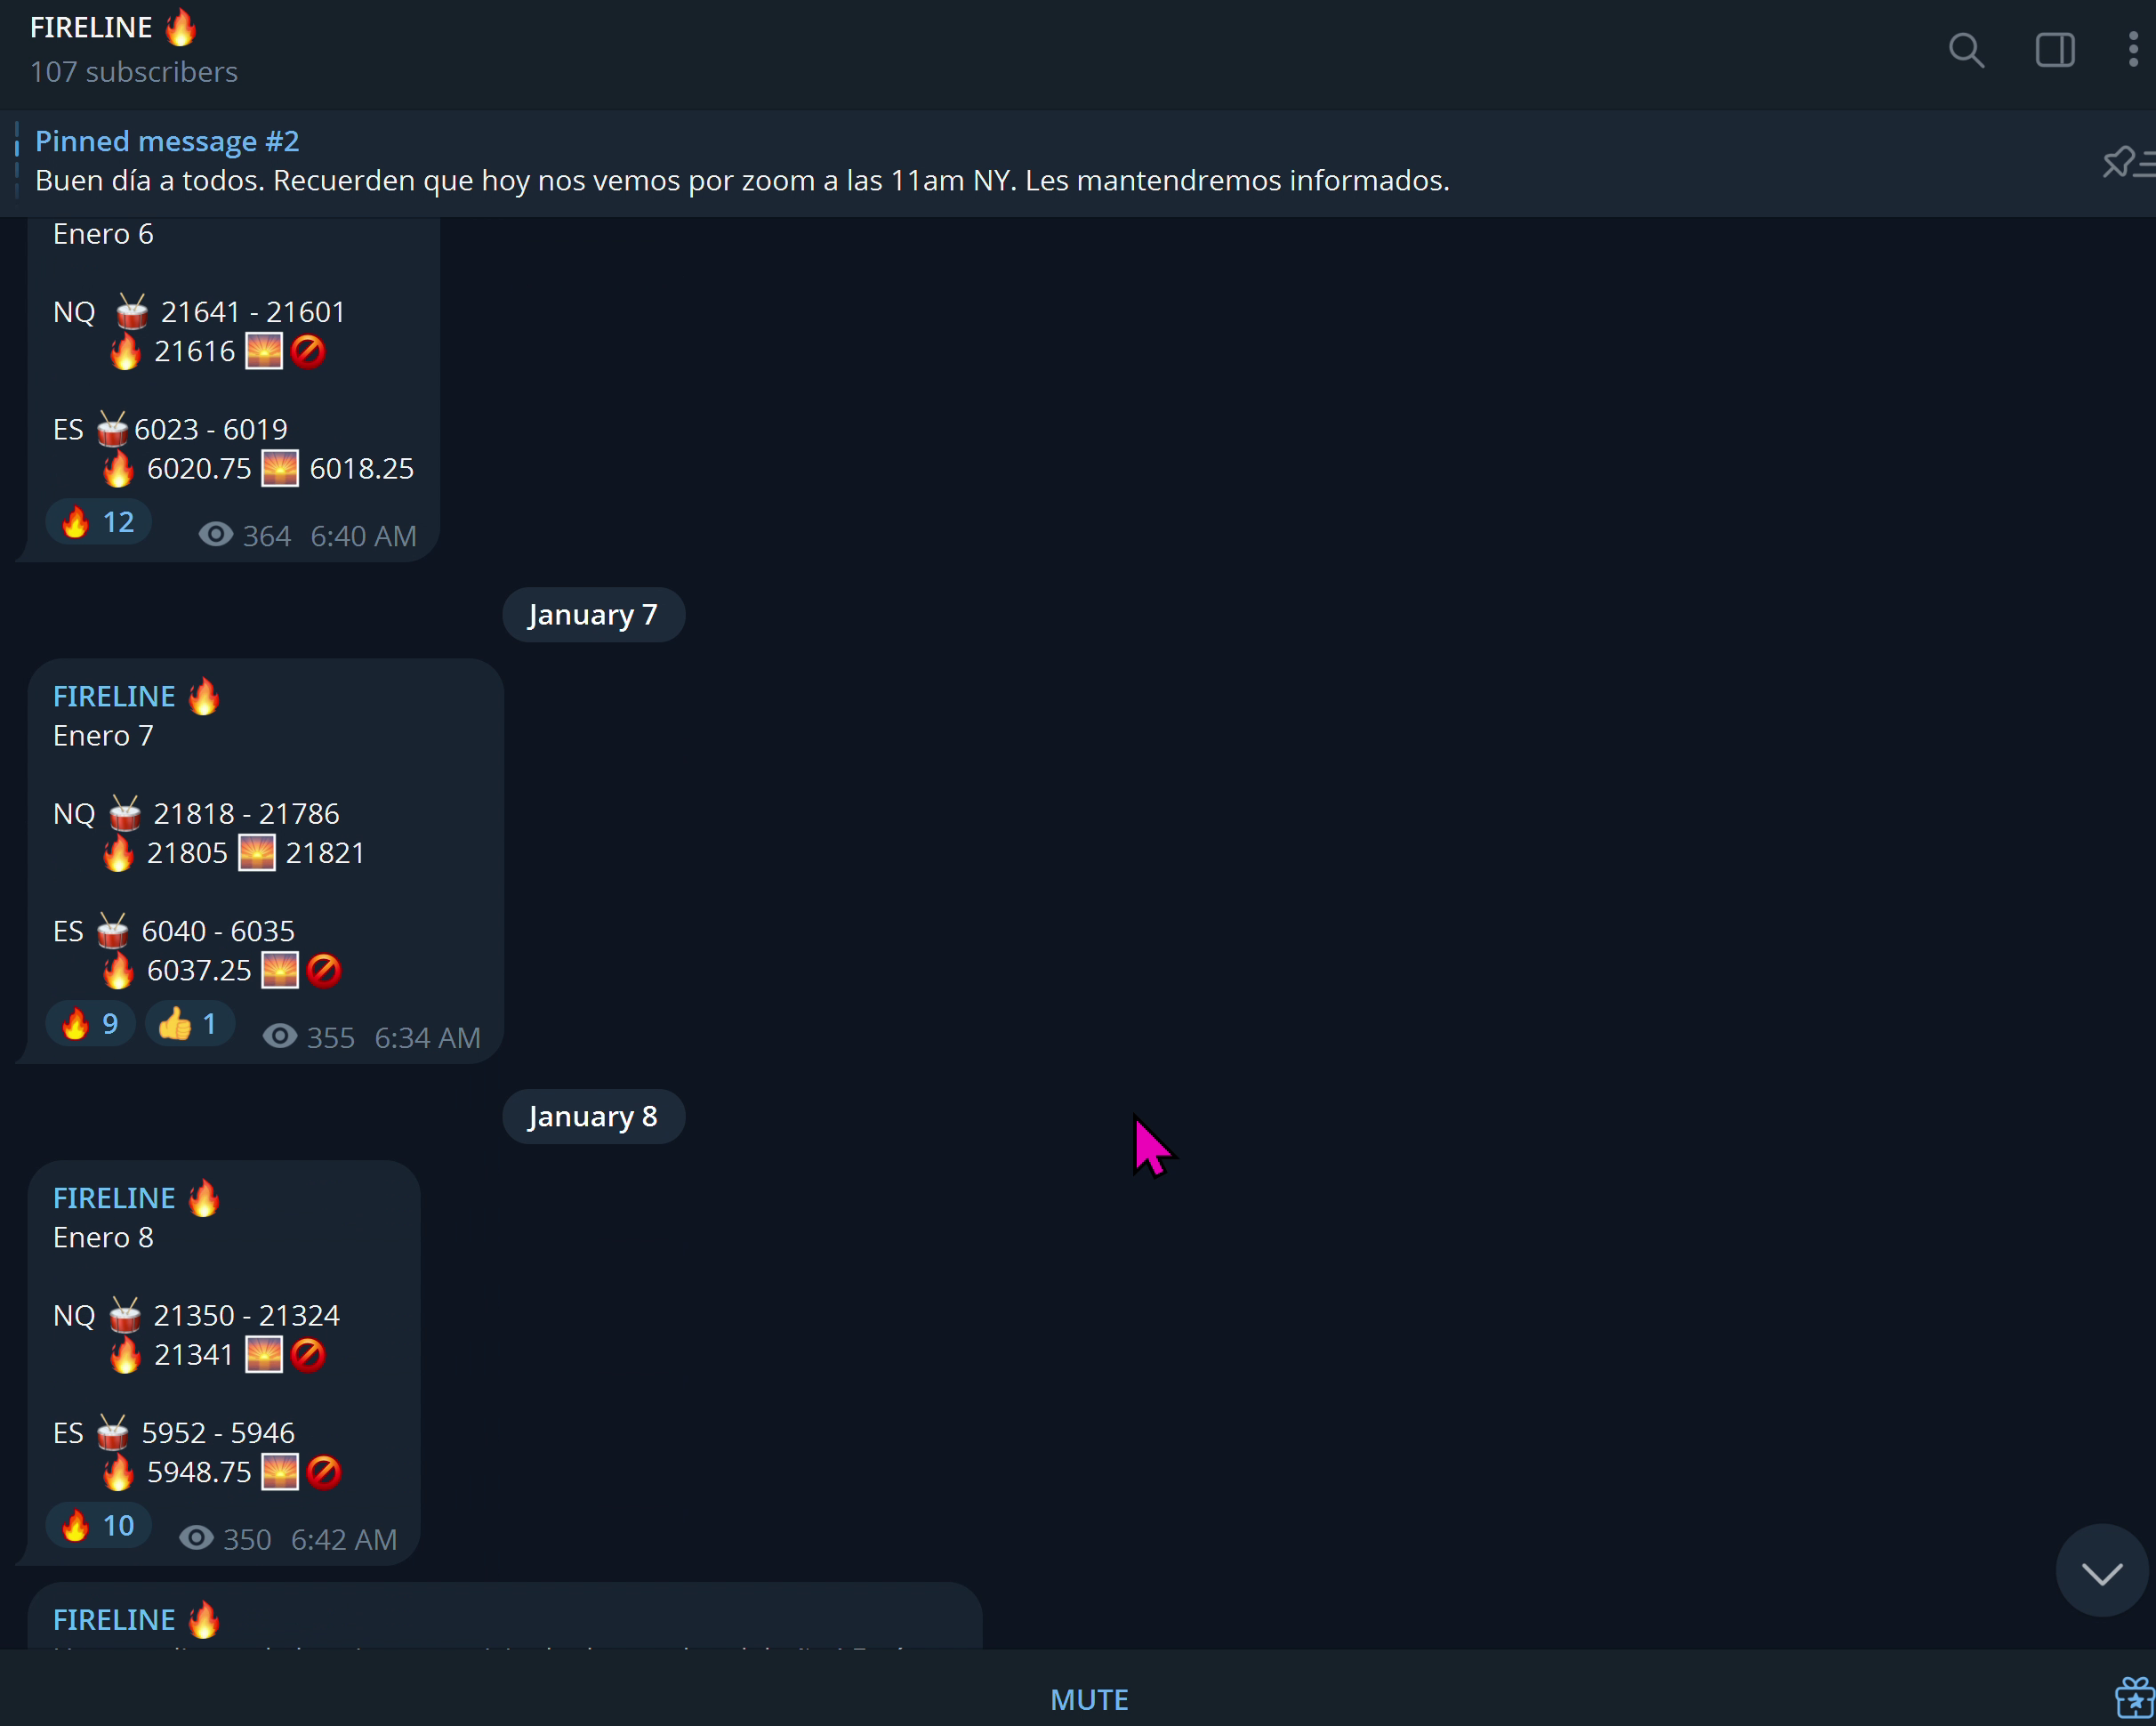 FIRELINE 🔥
107 subscribers
Pinned message #2
Buen día a todos. Recuerden que hoy nos vemos por zoom a las 11am NY. Les mantendremos informados.
Enero 6
NQ 🥁 21641 - 21601
🔥 21616 🌅🚫
ES 🥁6023 - 6019
🔥 6020.75 🌅 6018.25
🔥 12 364 6:40 AM
January 7
FIRELINE 🔥
Enero 7
NQ 🥁 21818 - 21786
🔥 21805 🌅 21821
ES 🥁 6040 - 6035
🔥 6037.25 🌅🚫
🔥 9 👍 1 355 6:34 AM
January 8
FIRELINE 🔥
Enero 8
NQ 🥁 21350 - 21324
🔥 21341 🌅🚫
ES 🥁 5952 - 5946
🔥 5948.75 🌅🚫
🔥 10 350 6:42 AM
FIRELINE 🔥
MUTE